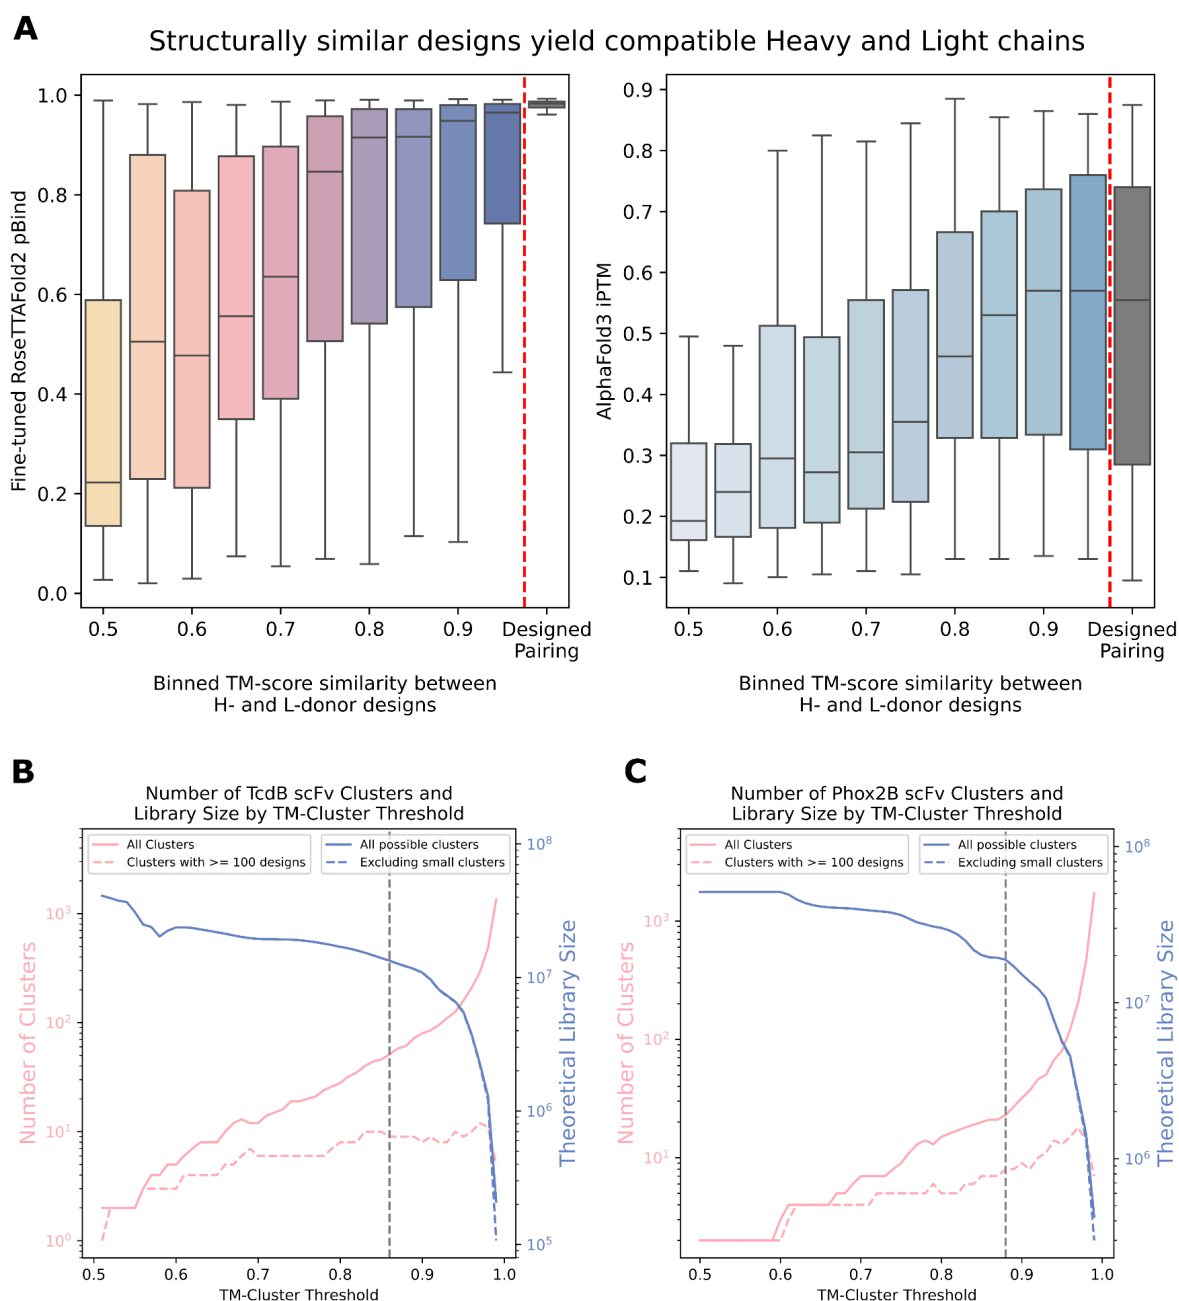 A
Structurally similar designs yield compatible Heavy and Light chains
Fine-tuned RoseTTAFold2 pBind
1.0
0.8
0.6
0.4
0.2
0.0
0.5
0.6
0.7
0.8
0.9
Designed
Pairing
Binned TM-score similarity between
H- and L-donor designs
AlphaFold3 iPTM
0.9
0.8
0.7
0.6
0.5
0.4
0.3
0.2
0.1
0.5
0.6
0.7
0.8
0.9
Designed
Pairing
Binned TM-score similarity between
H- and L-donor designs
B
Number of TcdB scFv Clusters and
Library Size by TM-Cluster Threshold
All Clusters
Clusters with >= 100 designs
All possible clusters
Excluding small clusters
Number of Clusters
10³
10²
10¹
10⁰
Theoretical Library Size
10⁸
10⁷
10⁶
10⁵
0.5
0.6
0.7
0.8
0.9
1.0
TM-Cluster Threshold
C
Number of Phox2B scFv Clusters and
Library Size by TM-Cluster Threshold
All Clusters
Clusters with >= 100 designs
All possible clusters
Excluding small clusters
Number of Clusters
10³
10²
10¹
Theoretical Library Size
10⁸
10⁷
10⁶
0.5
0.6
0.7
0.8
0.9
1.0
TM-Cluster Threshold